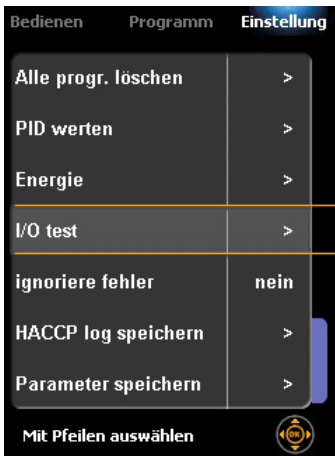 Bedienen Programm Einstellung
Alle progr. löschen >
PID werten >
Energie >
I/O test >
ignoriere fehler nein
HACCP log speichern >
Parameter speichern >
Mit Pfeilen auswählen OK